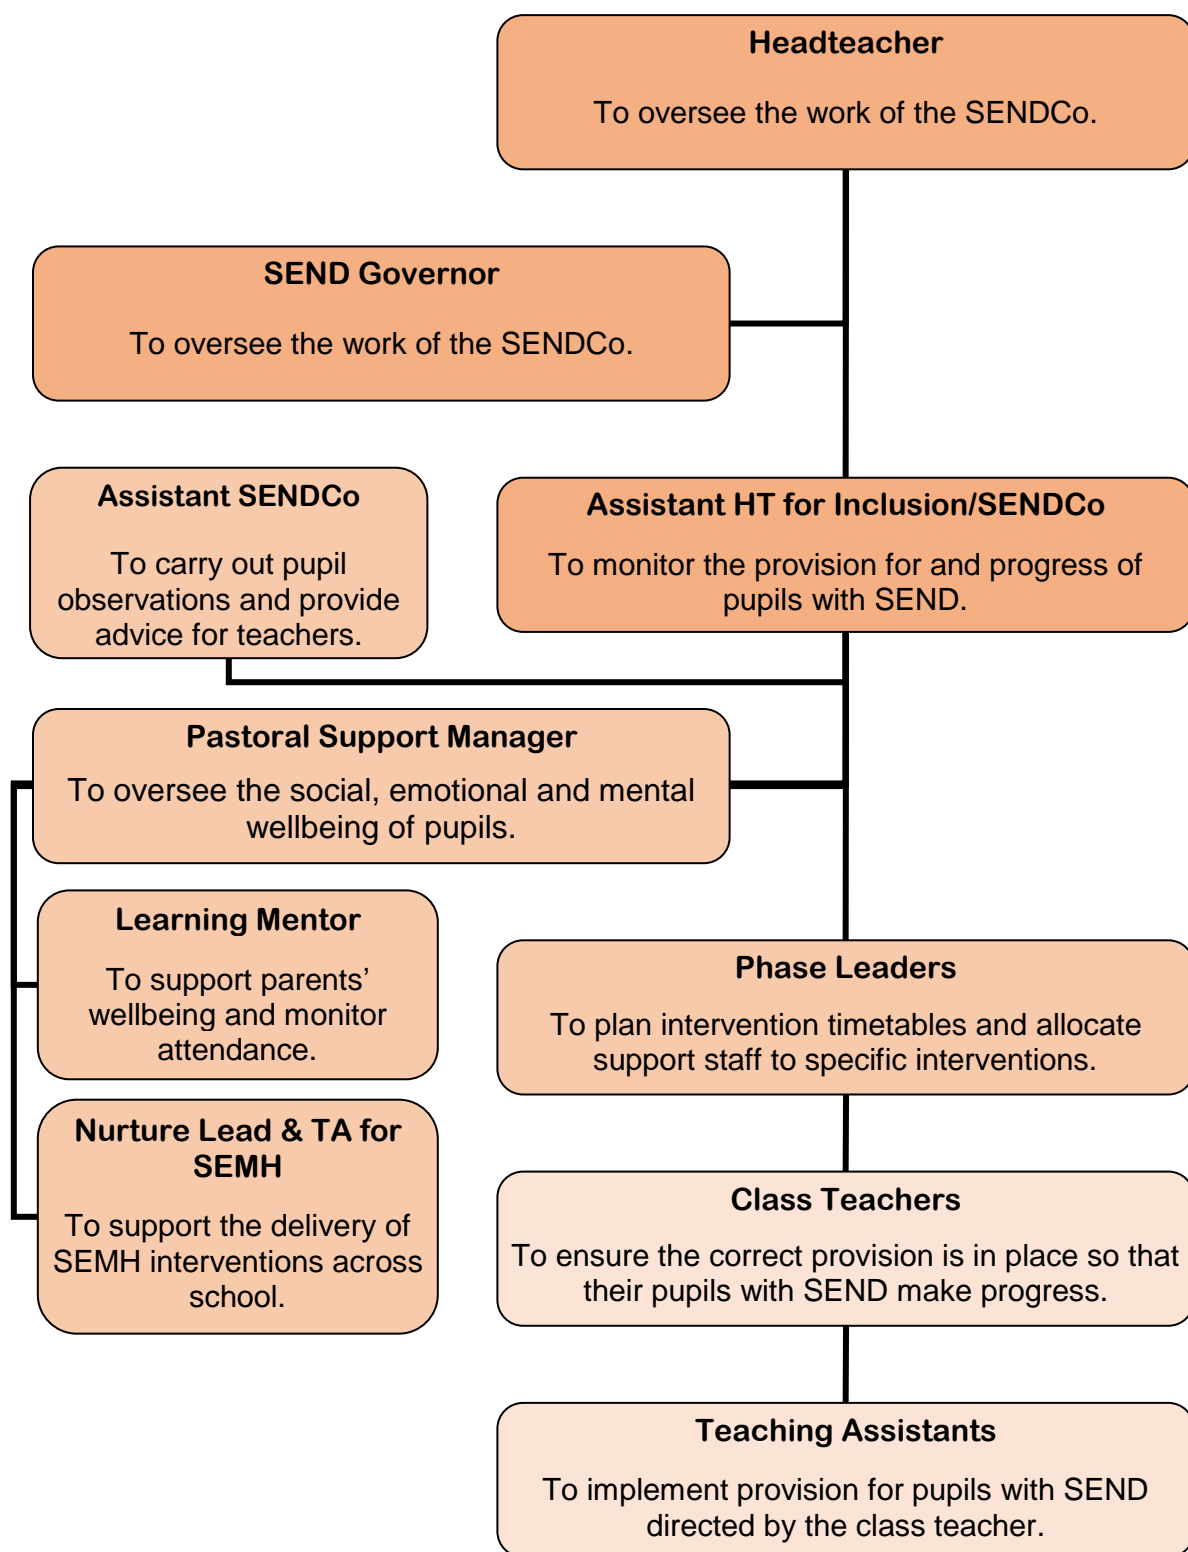 Headteacher
To oversee the work of the SENDCo.
SEND Governor
To oversee the work of the SENDCo.
Assistant SENDCo
To carry out pupil
observations and provide
advice for teachers.
Assistant HT for Inclusion/SENDCo
To monitor the provision for and progress of
pupils with SEND.
Pastoral Support Manager
To oversee the social, emotional and mental
wellbeing of pupils.
Learning Mentor
To support parents’
wellbeing and monitor
attendance.
Phase Leaders
To plan intervention timetables and allocate
support staff to specific interventions.
Nurture Lead & TA for
SEMH
To support the delivery of
SEMH interventions across
school.
Class Teachers
To ensure the correct provision is in place so that
their pupils with SEND make progress.
Teaching Assistants
To implement provision for pupils with SEND
directed by the class teacher.